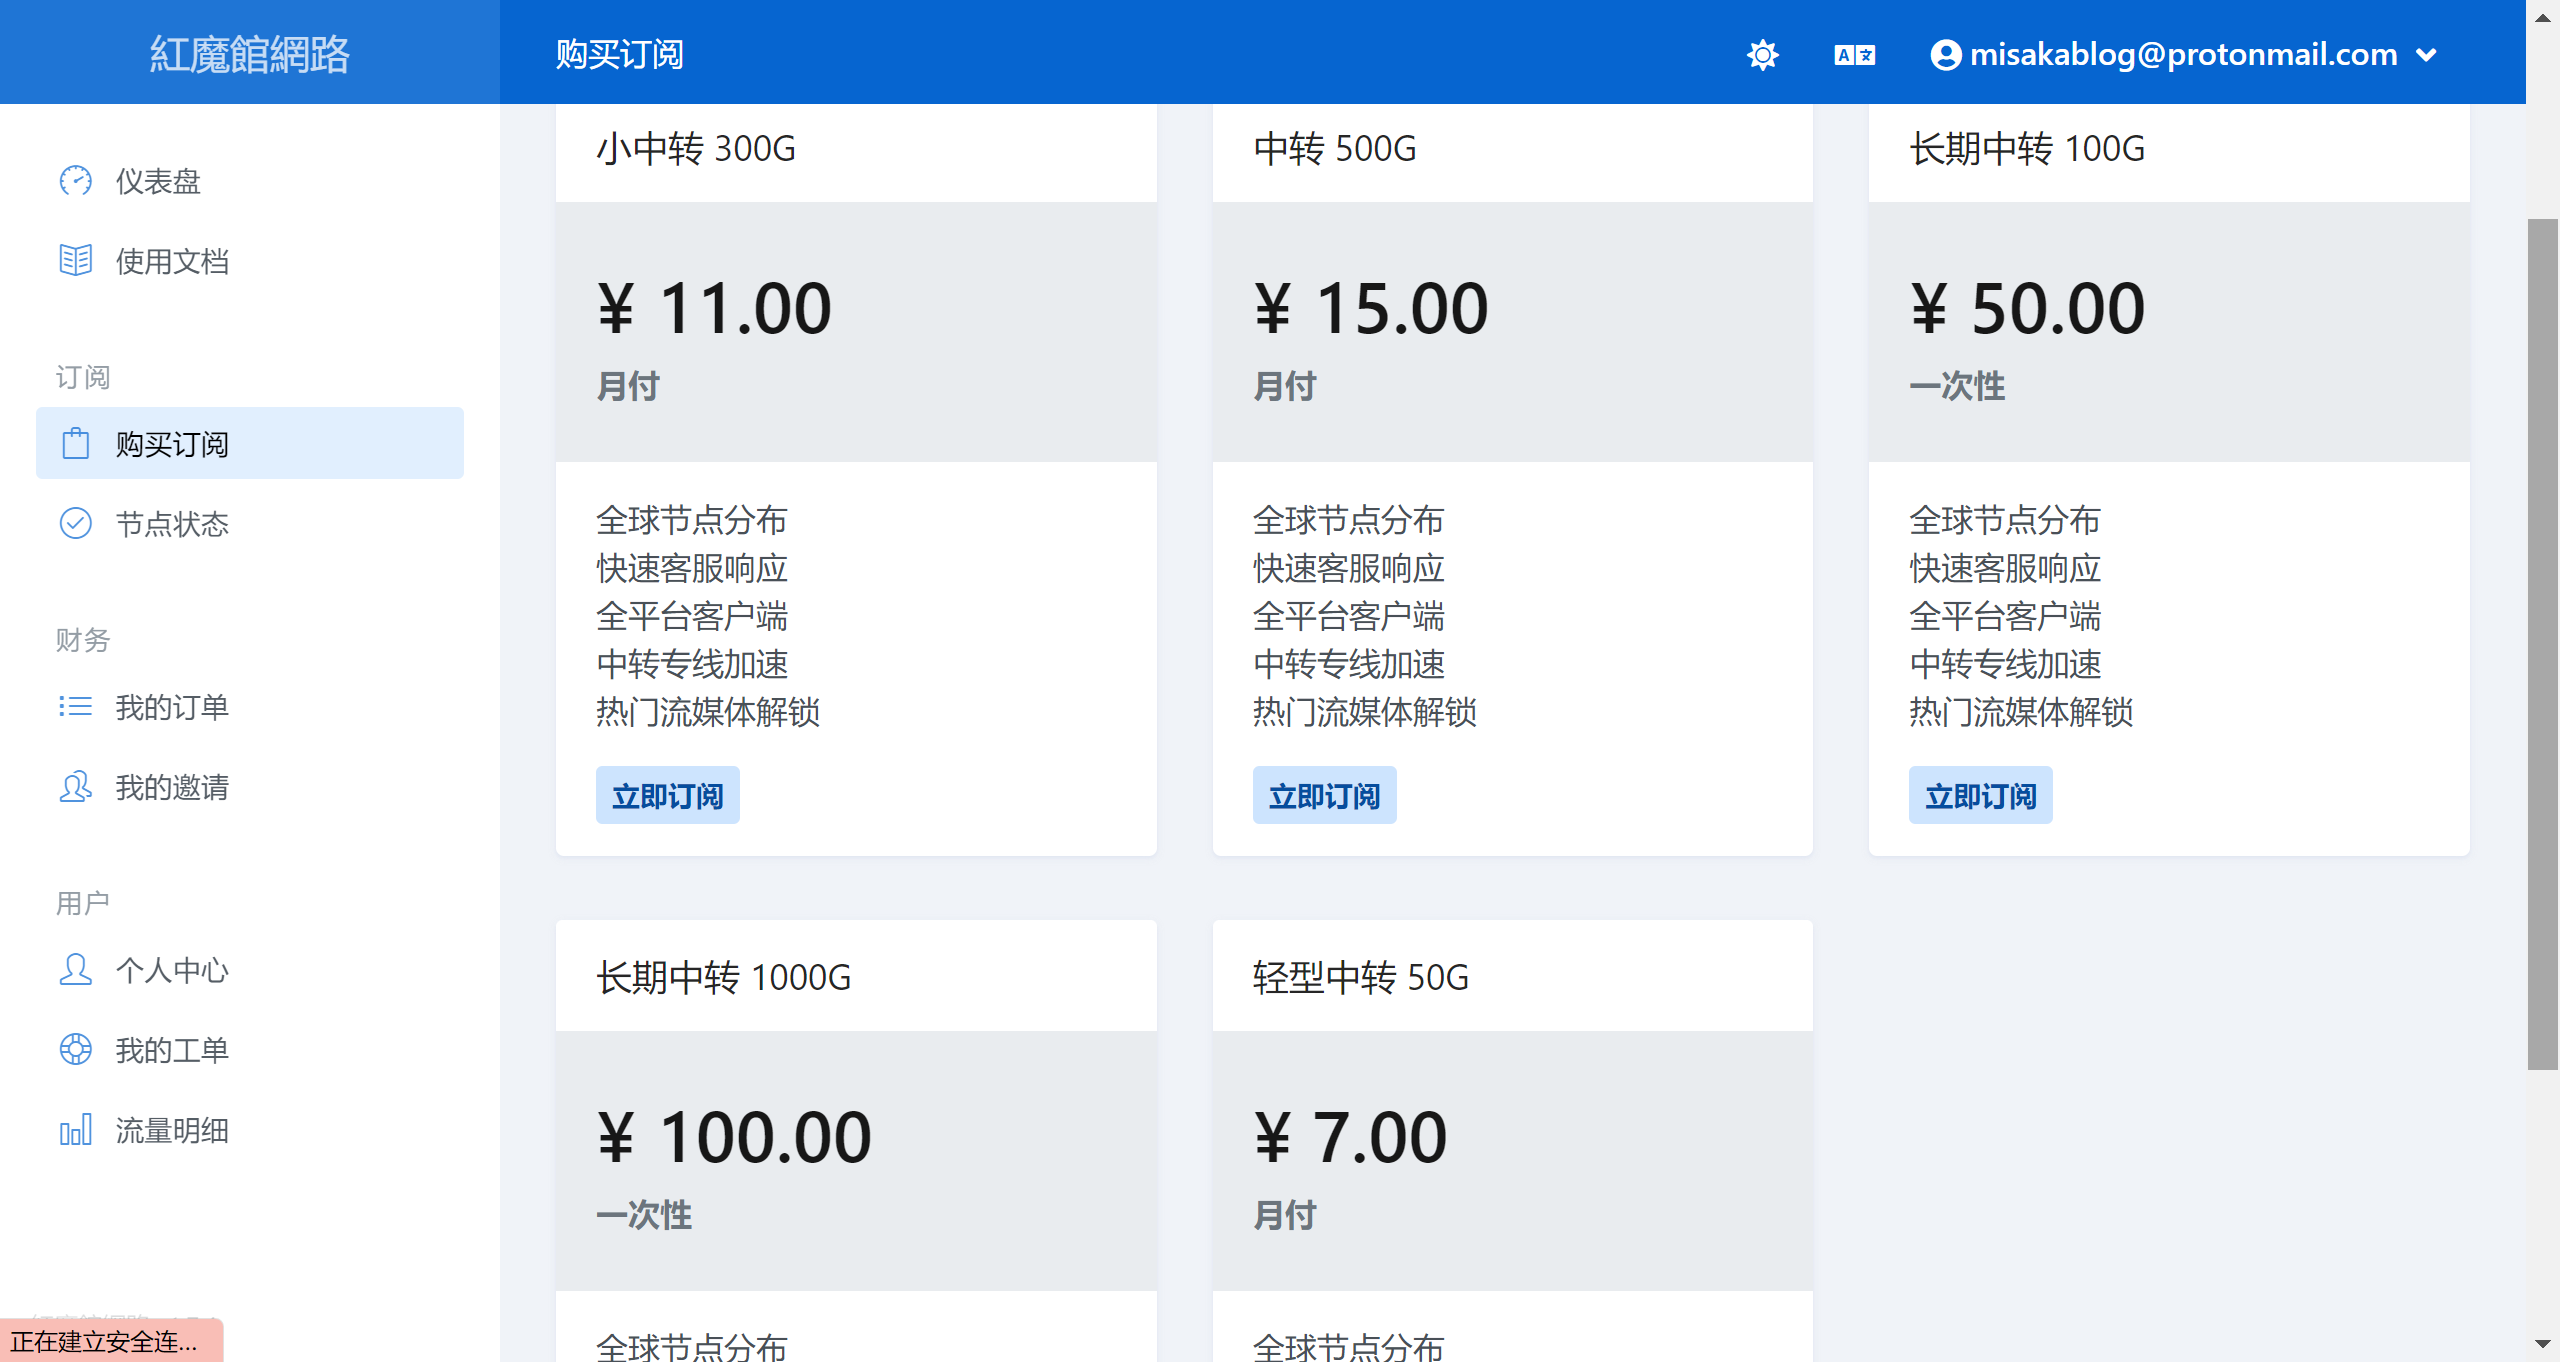 紅魔館網路
购买订阅
misakablog@protonmail.com
仪表盘
使用文档
订阅
购买订阅
节点状态
财务
我的订单
我的邀请
用户
个人中心
我的工单
流量明细
正在建立安全连...
小中转 300G
¥ 11.00
月付
全球节点分布
快速客服响应
全平台客户端
中转专线加速
热门流媒体解锁
立即订阅
中转 500G
¥ 15.00
月付
全球节点分布
快速客服响应
全平台客户端
中转专线加速
热门流媒体解锁
立即订阅
长期中转 100G
¥ 50.00
一次性
全球节点分布
快速客服响应
全平台客户端
中转专线加速
热门流媒体解锁
立即订阅
长期中转 1000G
¥ 100.00
一次性
全球节点分布
轻型中转 50G
¥ 7.00
月付
全球节点分布